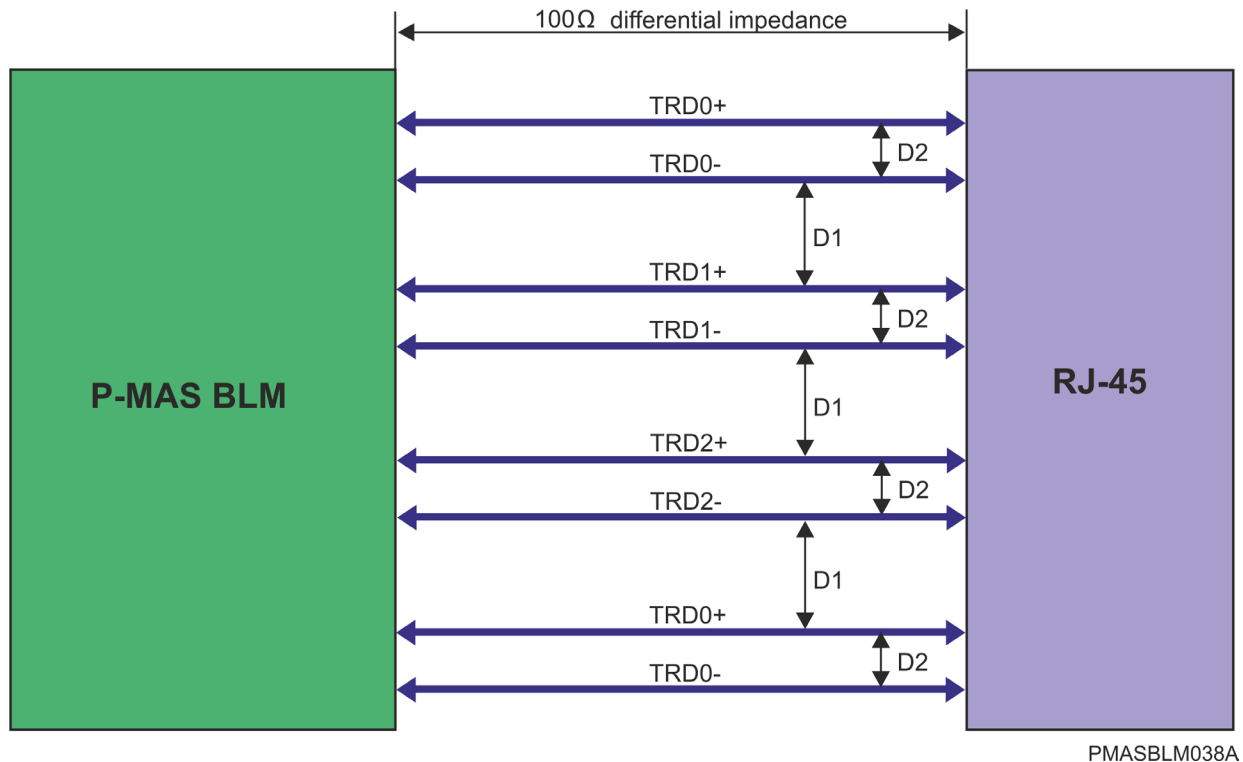 100Ω differential impedance
TRD0+
D2
TRD0-
D1
TRD1+
D2
TRD1-
P-MAS BLM
RJ-45
D1
TRD2+
D2
TRD2-
D1
TRD0+
D2
TRD0-
PMASBLM038A